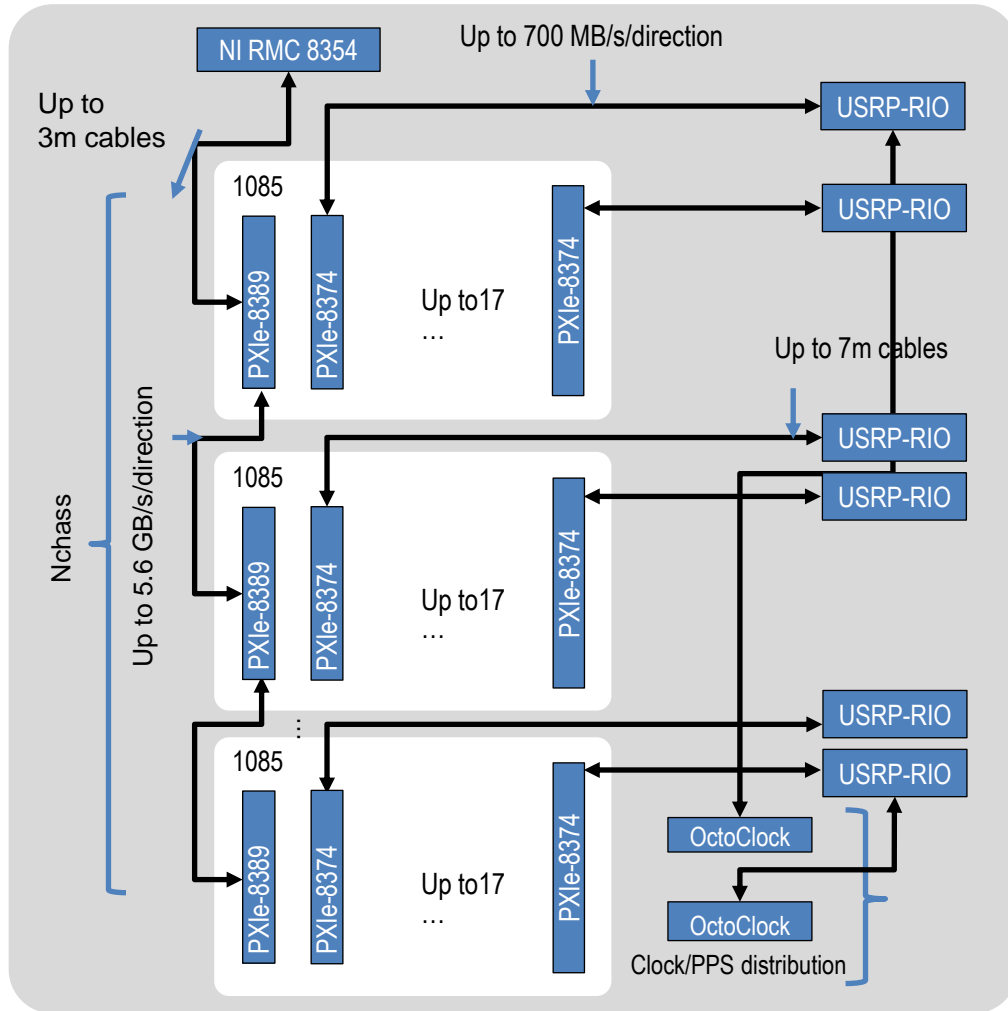 NI RMC 8354
Up to 700 MB/s/direction
Up to
3m cables
USRP-RIO
USRP-RIO
1085
PXIe-8389
PXIe-8374
Up to17
…
PXIe-8374
Up to 7m cables
Nchass
Up to 5.6 GB/s/direction
USRP-RIO
USRP-RIO
1085
PXIe-8389
PXIe-8374
Up to17
…
PXIe-8374
…
USRP-RIO
USRP-RIO
1085
PXIe-8389
PXIe-8374
Up to17
…
PXIe-8374
OctoClock
OctoClock
Clock/PPS distribution